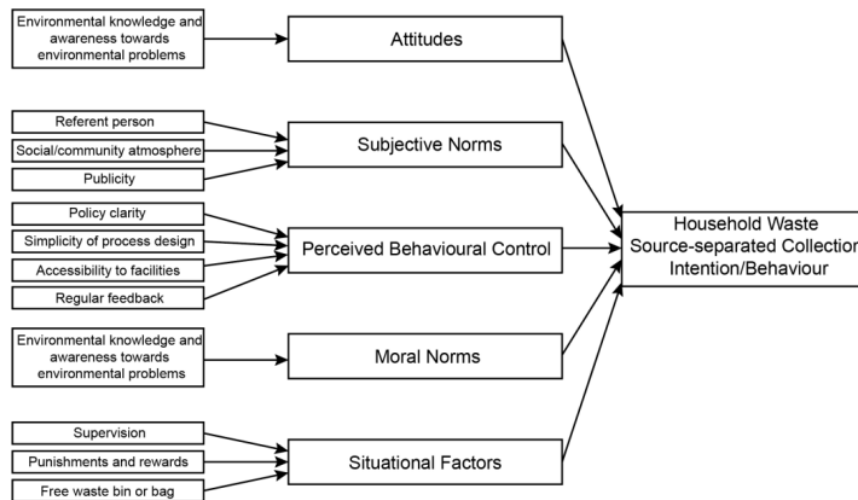 Environmental knowledge and
awareness towards
environmental problems
Attitudes
Referent person
Social/community atmosphere
Publicity
Subjective Norms
Policy clarity
Simplicity of process design
Accessibility to facilities
Regular feedback
Perceived Behavioural Control
Environmental knowledge and
awareness towards
environmental problems
Moral Norms
Supervision
Punishments and rewards
Free waste bin or bag
Situational Factors
Household Waste
Source-separated Collection
Intention/Behaviour